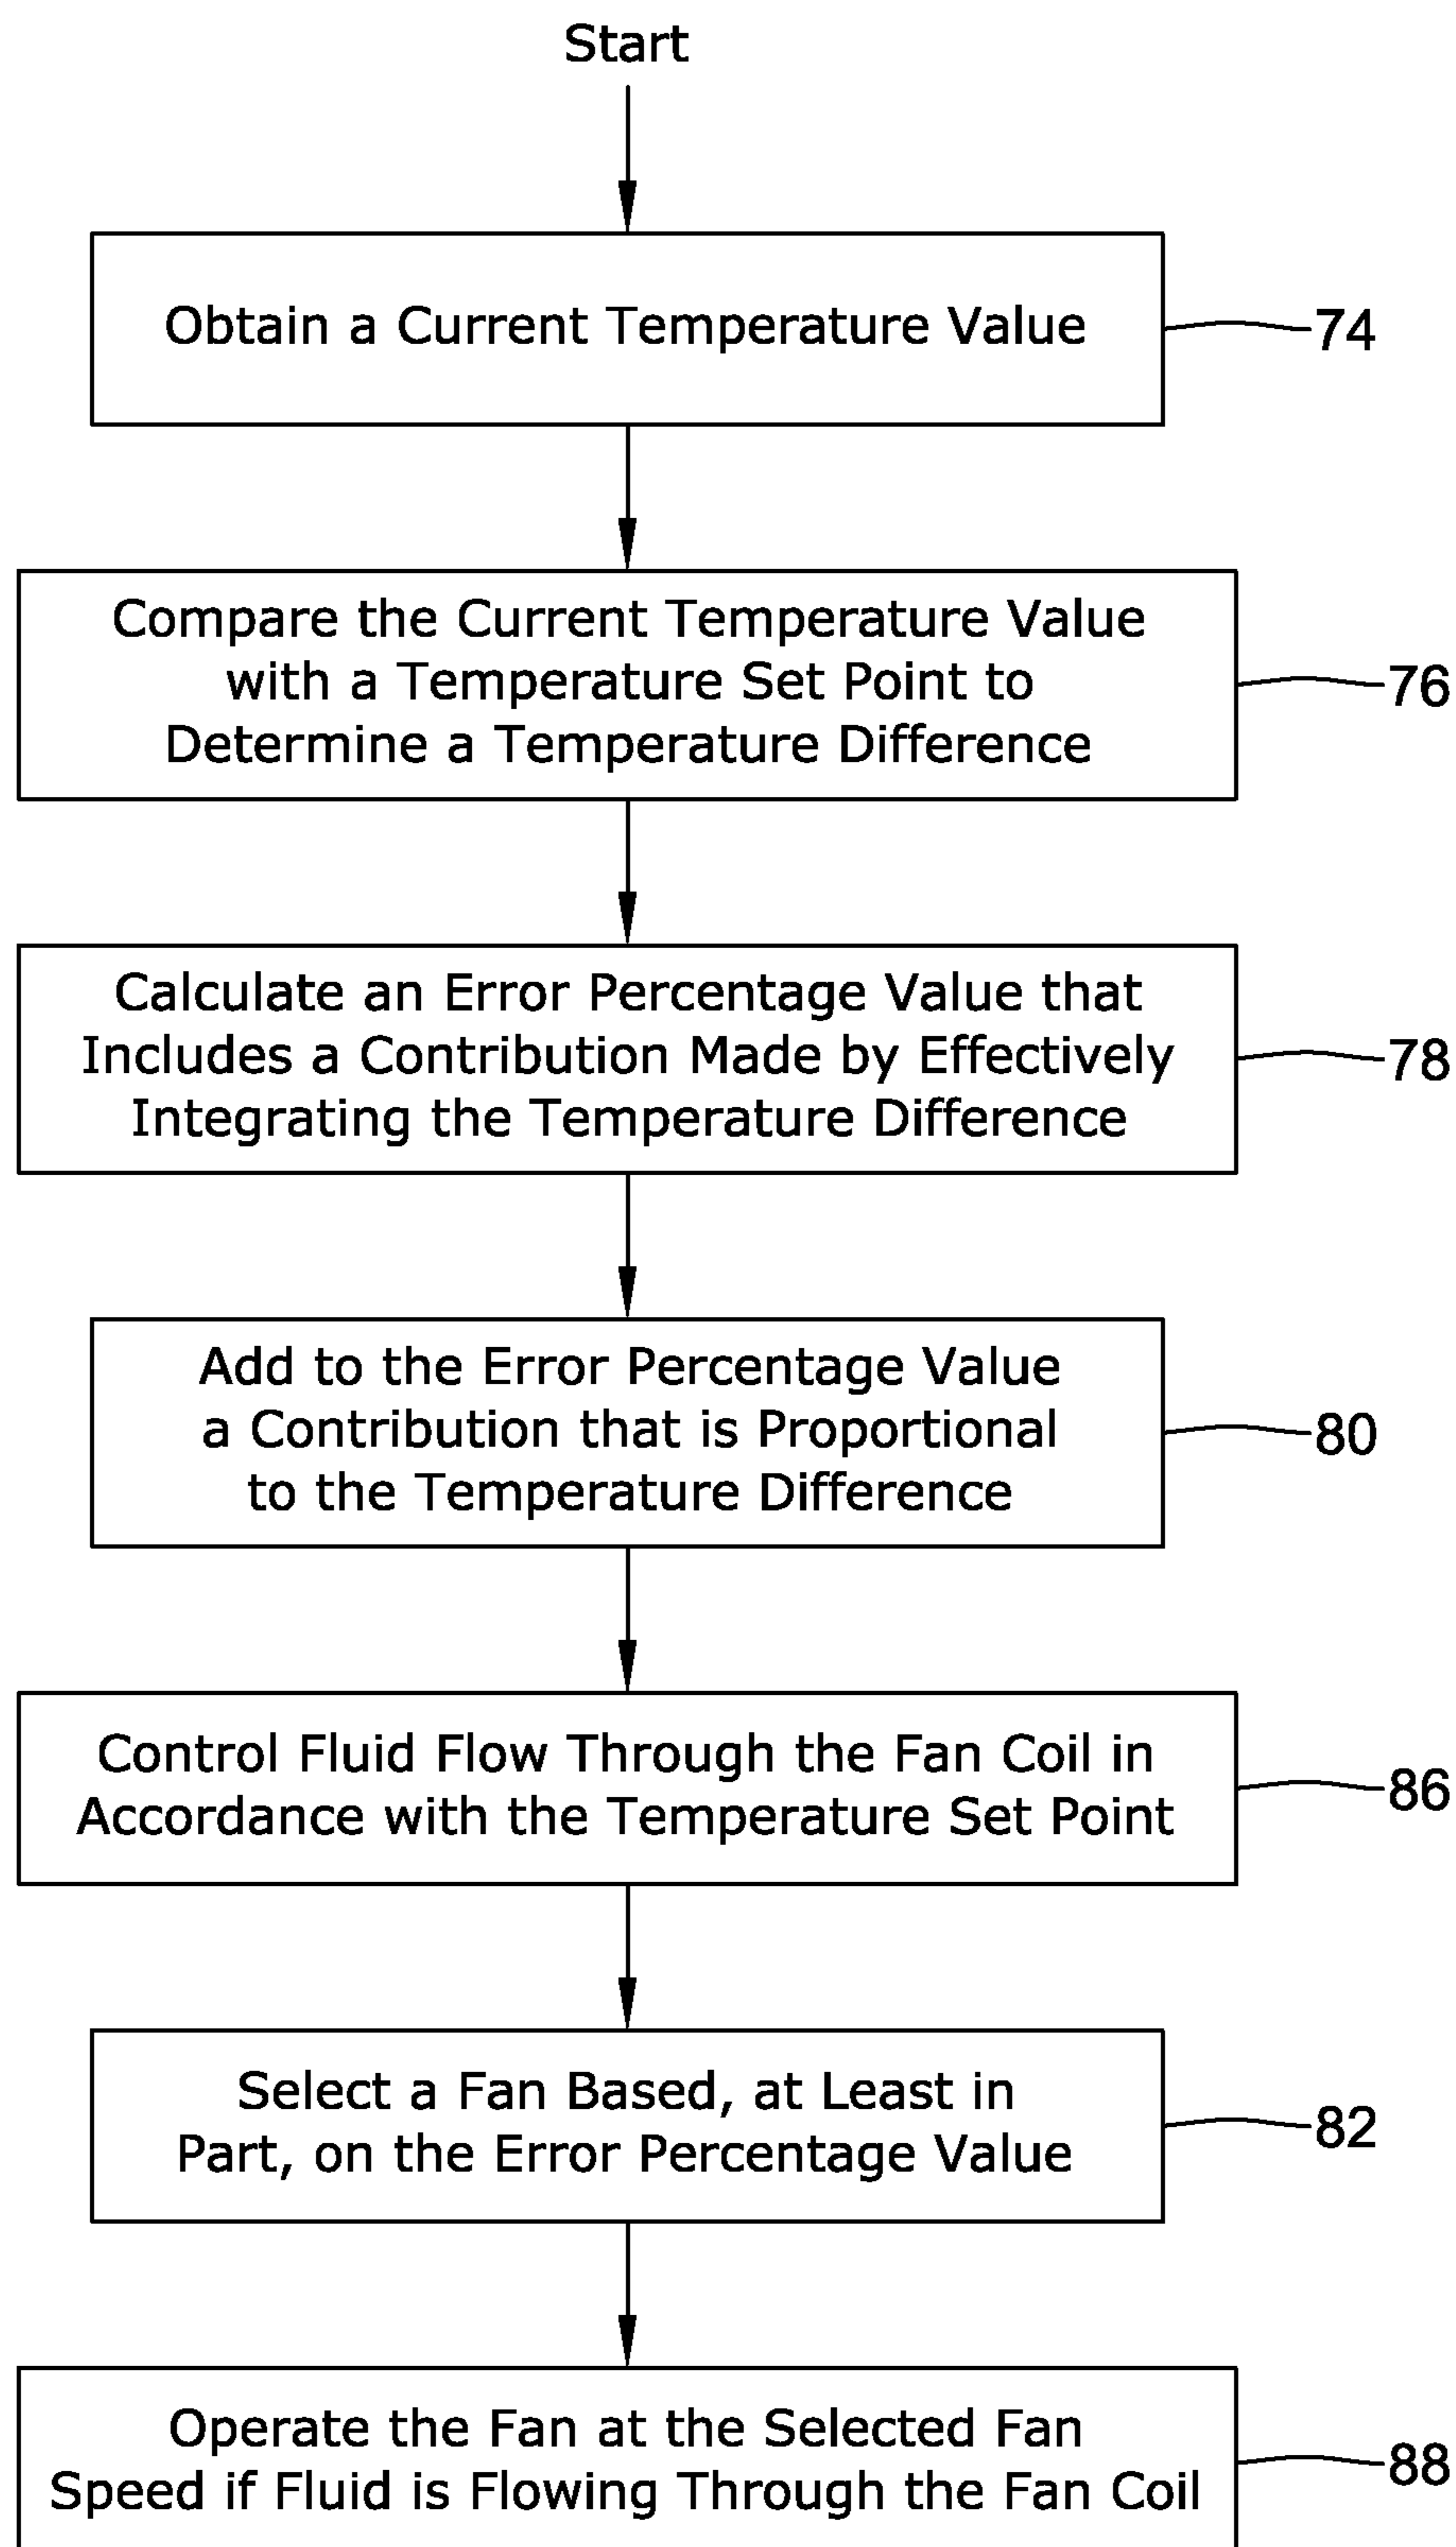 Start
Obtain a Current Temperature Value
74
Compare the Current Temperature Value
with a Temperature Set Point to
Determine a Temperature Difference
76
Calculate an Error Percentage Value that
Includes a Contribution Made by Effectively
Integrating the Temperature Difference
78
Add to the Error Percentage Value
a Contribution that is Proportional
to the Temperature Difference
80
Control Fluid Flow Through the Fan Coil in
Accordance with the Temperature Set Point
86
Select a Fan Based, at Least in
Part, on the Error Percentage Value
82
Operate the Fan at the Selected Fan
Speed if Fluid is Flowing Through the Fan Coil
88